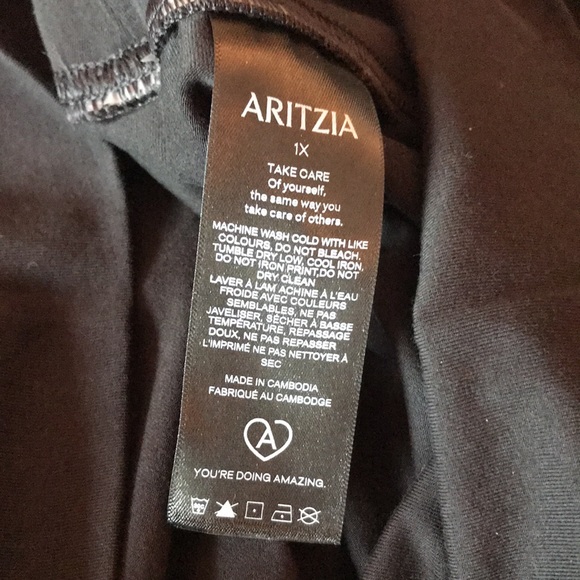 ARITZIA
1X
TAKE CARE
Of yourself,
the same way you
take care of others.
MACHINE WASH COLD WITH LIKE
COLOURS, DO NOT BLEACH.
TUMBLE DRY LOW, COOL IRON,
DO NOT IRON PRINT,DO NOT
DRY CLEAN
LAVER À LAM ACHINE À L'EAU
FROIDE AVEC COULEURS
SEMBLABLES, NE PAS
JAVELISER, SÉCHER À BASSE
TEMPÉRATURE, REPASSAGE
DOUX, NE PAS REPASSER
L'IMPRIMÉ NE PAS NETTOYER À
SEC
MADE IN CAMBODIA
FABRIQUÉ AU CAMBODGE
A
YOU'RE DOING AMAZING.